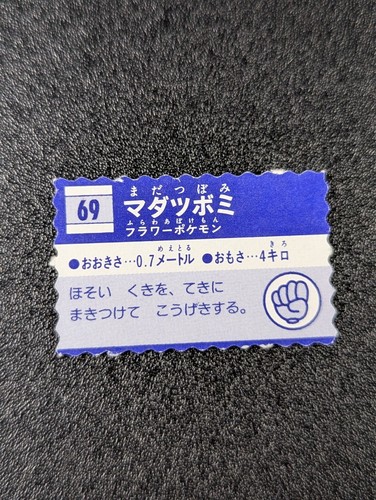 69
まだつぼみ
マダツボミ
ふらわあぽけもん
フラワーポケモン
めえとる きろ
●おおきさ…0.7メートル ●おもさ…4キロ
ほそい くきを、てきに
まきつけて こうげきする。